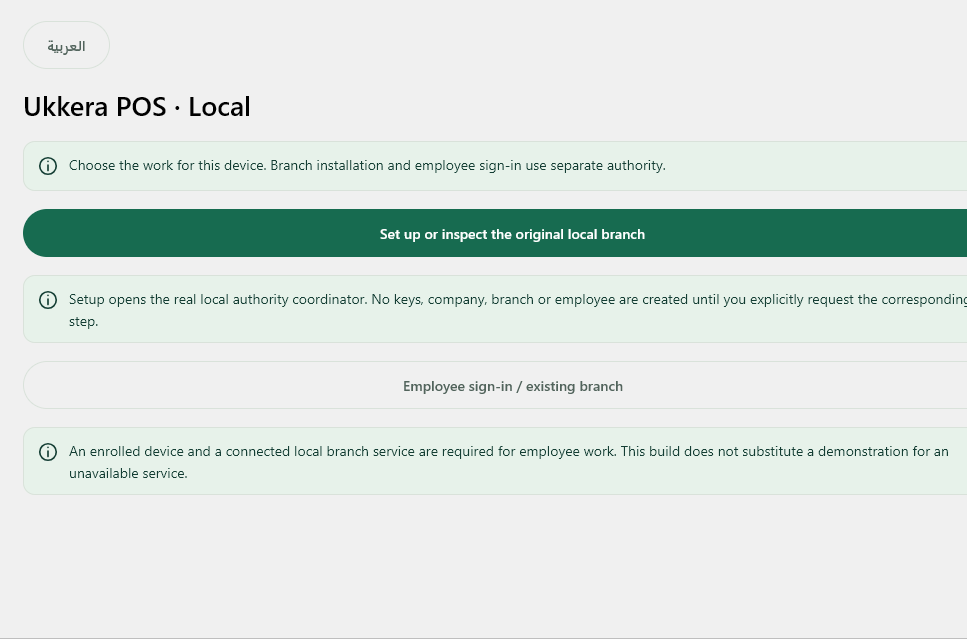 العربية
Ukkera POS · Local
Choose the work for this device. Branch installation and employee sign-in use separate authority.
Set up or inspect the original local branch
Setup opens the real local authority coordinator. No keys, company, branch or employee are created until you explicitly request the corresponding
step.
Employee sign-in / existing branch
An enrolled device and a connected local branch service are required for employee work. This build does not substitute a demonstration for an
unavailable service.